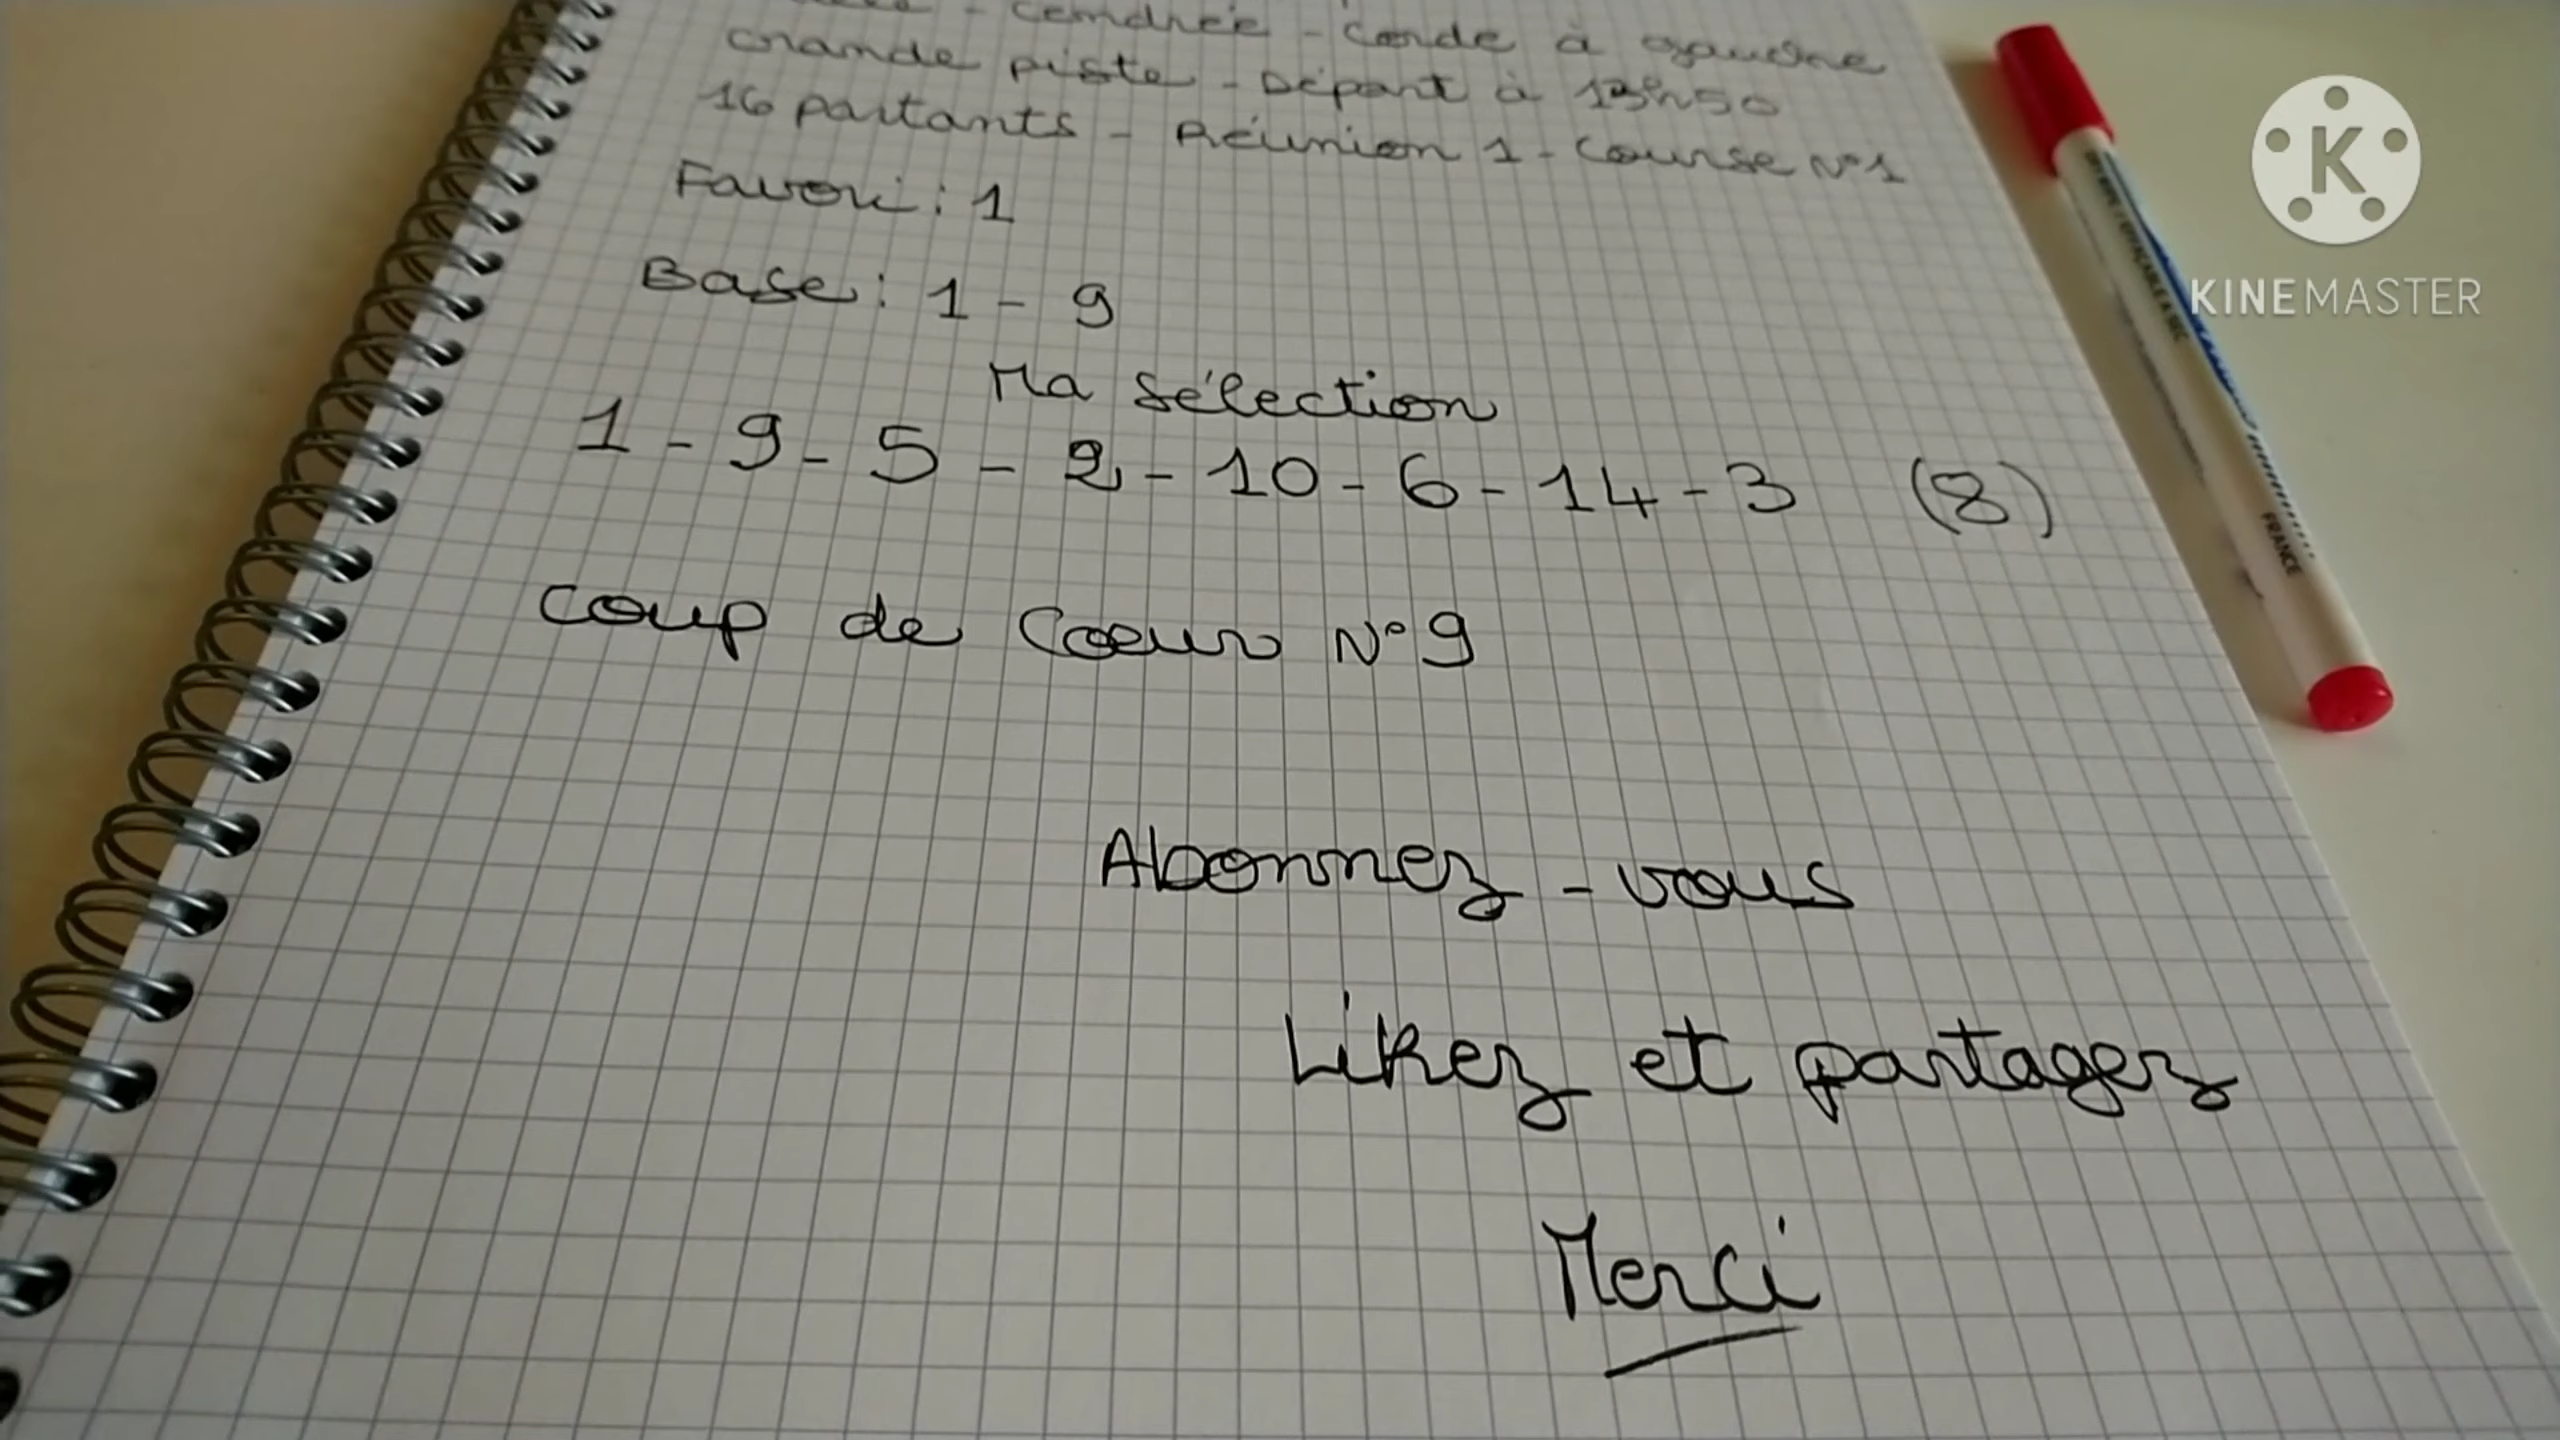 - Cendrée - Corde à gauche
Grande piste - Départ à 13h50
16 partants - Réunion 1 - Course N°1
Favori : 1
Base : 1 - 9
Ma Sélection
1 - 9 - 5 - 2 - 10 - 6 - 14 - 3 (8)
Coup de Cœur N°9
Abonnez-vous
Likez et partagez
Merci
K
KINEMASTER
FRANCE